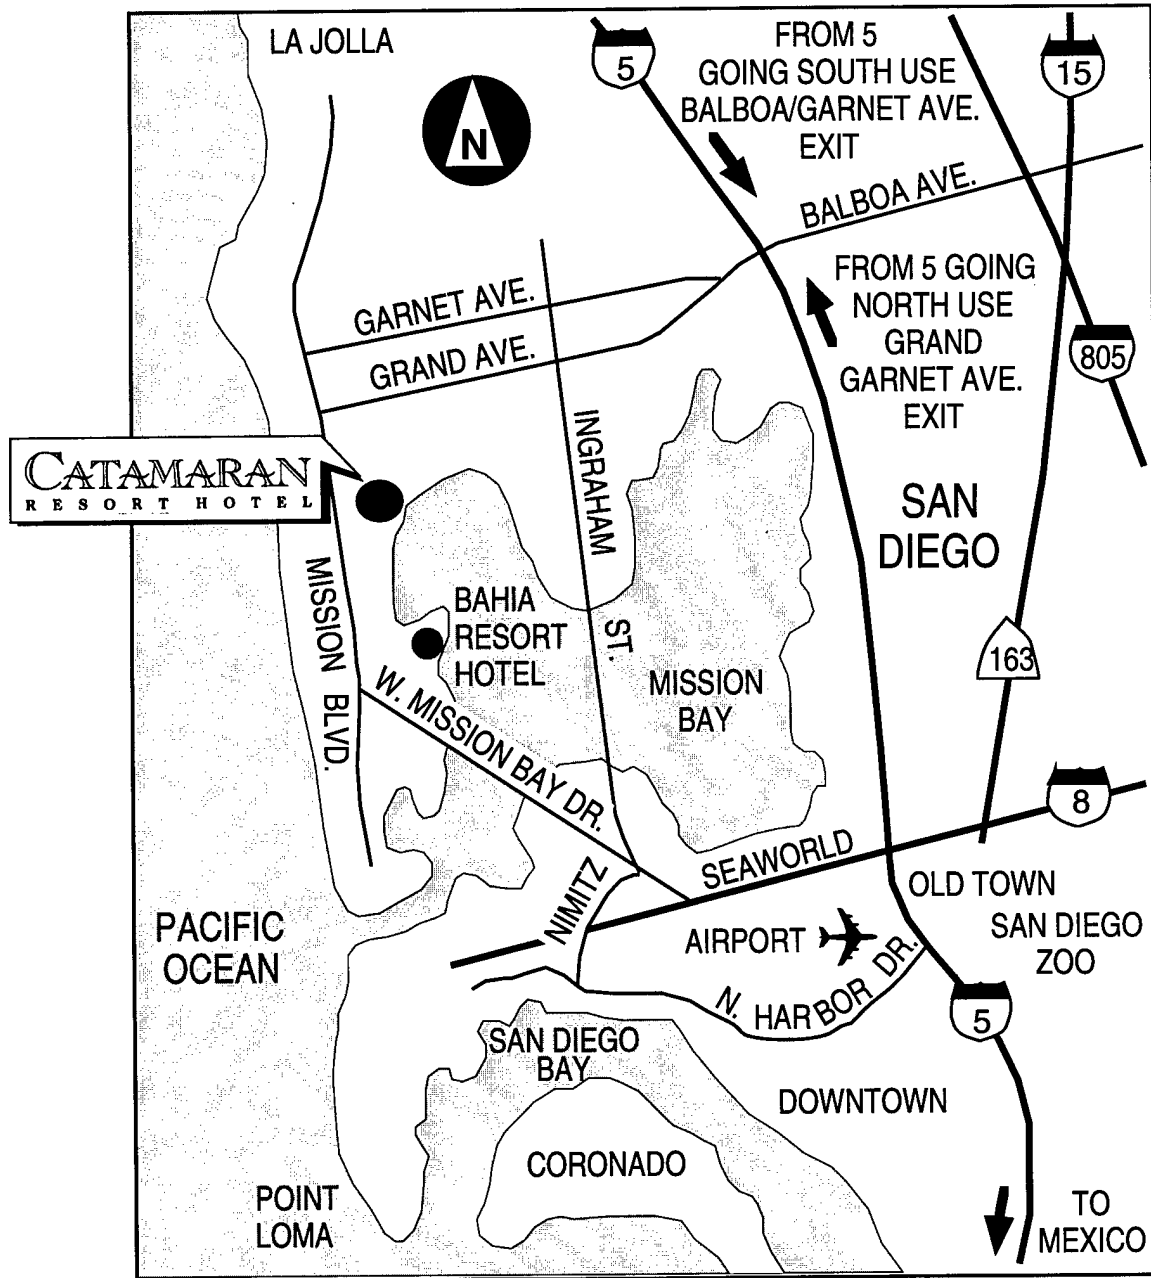 LA JOLLA
5
FROM 5
GOING SOUTH USE
BALBOA/GARNET AVE.
EXIT
15
N
BALBOA AVE.
GARNET AVE.
GRAND AVE.
FROM 5 GOING
NORTH USE
GRAND
GARNET AVE.
EXIT
805
CATAMARAN
RESORT HOTEL
INGRAHAM
ST.
SAN
DIEGO
MISSION BLVD.
BAHIA
RESORT
HOTEL
MISSION
BAY
163
W. MISSION BAY DR.
8
SEAWORLD
NIMITZ
OLD TOWN
SAN DIEGO
ZOO
PACIFIC
OCEAN
AIRPORT
N. HARBOR DR.
5
SAN DIEGO
BAY
DOWNTOWN
CORONADO
POINT
LOMA
TO
MEXICO